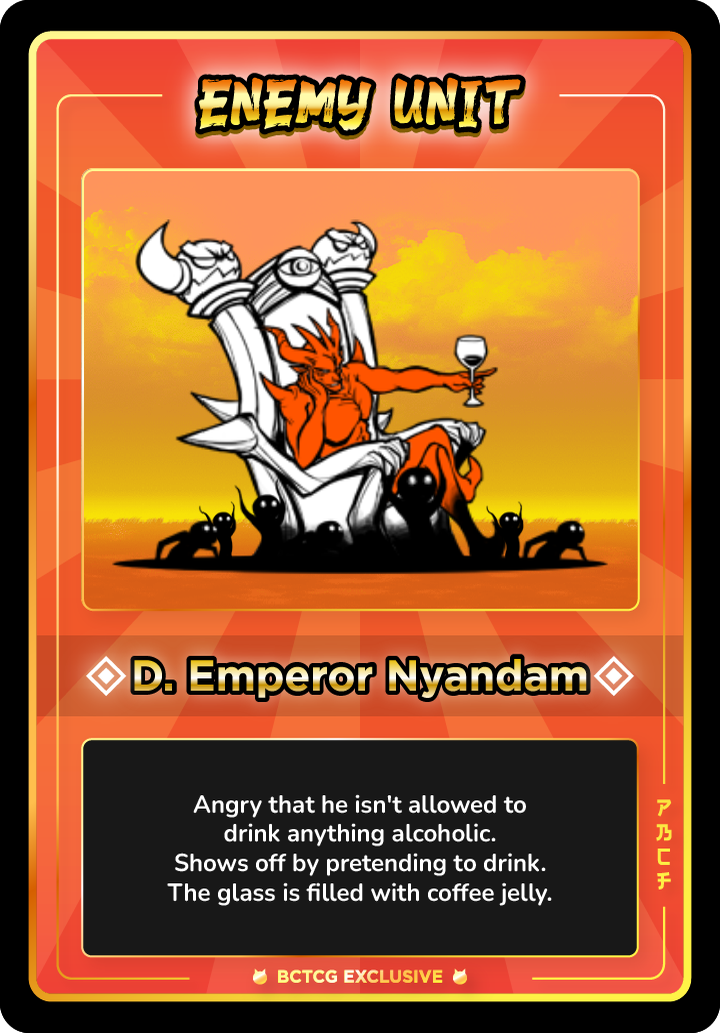 ENEMY UNIT
D. Emperor Nyandam
Angry that he isn't allowed to
drink anything alcoholic.
Shows off by pretending to drink.
The glass is filled with coffee jelly.
BCTCG EXCLUSIVE